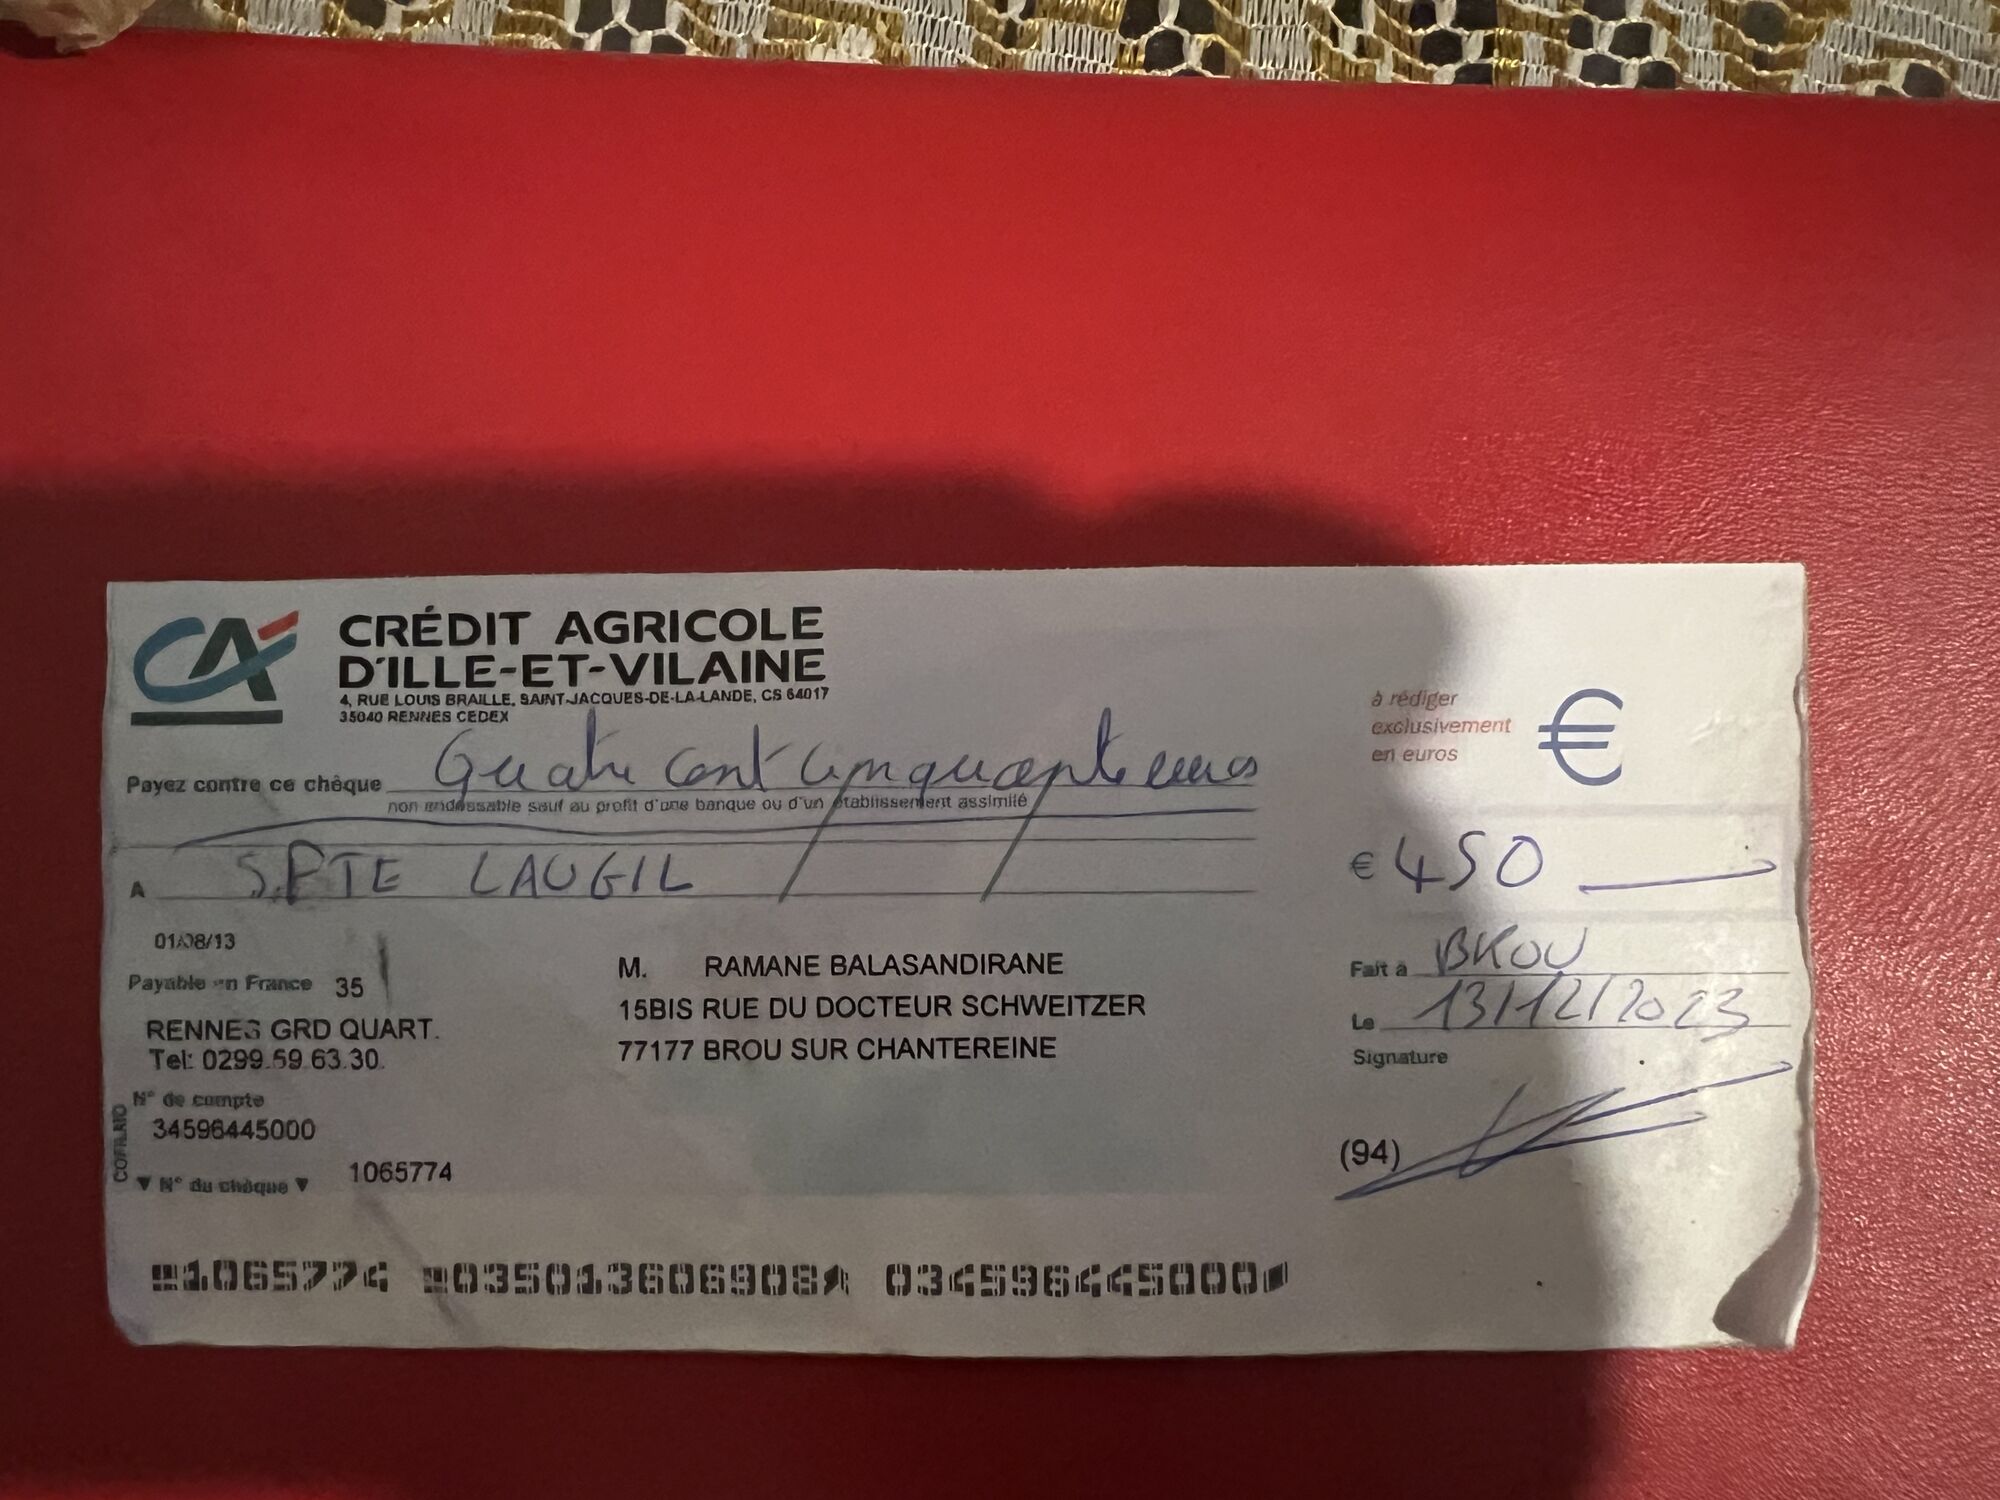 CRÉDIT AGRICOLE
D'ILLE-ET-VILAINE
4, RUE LOUIS BRAILLE, SAINT-JACQUES-DE-LA-LANDE, CS 64017
35040 RENNES CEDEX
à rédiger
exclusivement
en euros
€
Payez contre ce chèque Quatre cent cinquante euros
non endossable sauf au profit d'une banque ou d'un établissement assimilé
€ 450
A LAUGIL
01/08/13
Payable en France 35
RENNES GRD QUART.
Tel: 0299.59.63.30.
M. RAMANE BALASANDIRANE
15BIS RUE DU DOCTEUR SCHWEITZER
77177 BROU SUR CHANTEREINE
Fait à BROU
Le 13/12/2023
Signature
(94)
N° de compte
34596445000
▼ N° du chèque ▼ 1065774
1065774 035013606908 034596445000